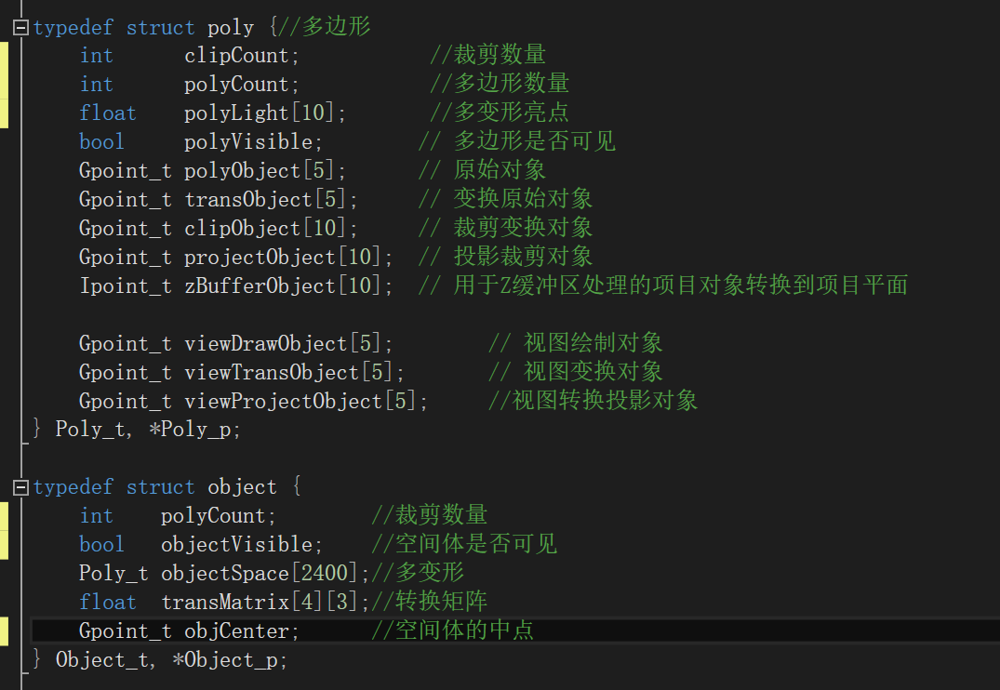 typedef struct poly {//多边形
int clipCount; //裁剪数量
int polyCount; //多边形数量
float polyLight[10]; //多变形亮点
bool polyVisible; // 多边形是否可见
Gpoint_t polyObject[5]; // 原始对象
Gpoint_t transObject[5]; // 变换原始对象
Gpoint_t clipObject[10]; // 裁剪变换对象
Gpoint_t projectObject[10]; // 投影裁剪对象
Ipoint_t zBufferObject[10]; // 用于Z缓冲区处理的项目对象转换到项目平面
Gpoint_t viewDrawObject[5]; // 视图绘制对象
Gpoint_t viewTransObject[5]; // 视图变换对象
Gpoint_t viewProjectObject[5]; //视图转换投影对象
} Poly_t, *Poly_p;
typedef struct object {
int polyCount; //裁剪数量
bool objectVisible; //空间体是否可见
Poly_t objectSpace[2400];//多变形
float transMatrix[4][3];//转换矩阵
Gpoint_t objCenter; //空间体的中点
} Object_t, *Object_p;